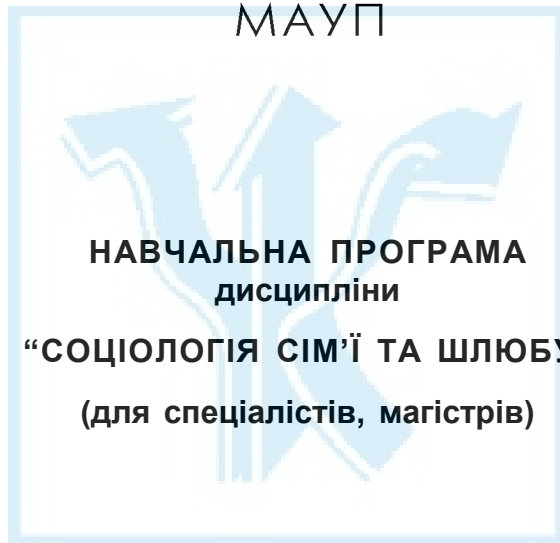 МАУП
НАВЧАЛЬНА ПРОГРАМА
дисципліни
“СОЦІОЛОГІЯ СІМ’Ї ТА ШЛЮБУ
(для спеціалістів, магістрів)